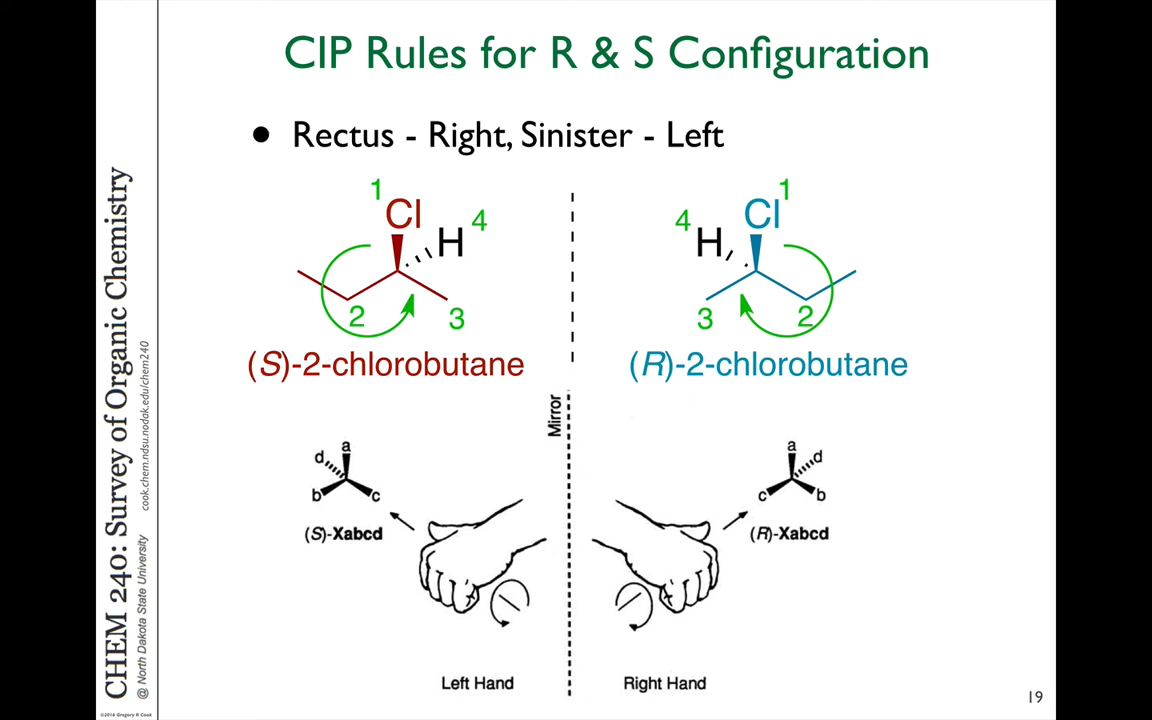 CIP Rules for R & S Configuration
• Rectus - Right, Sinister - Left
1
Cl
H 4
2
3
(S)-2-chlorobutane
1
Cl
4 H
3
2
(R)-2-chlorobutane
Mirror
a
d
b
c
(S)-Xabcd
a
d
c
b
(R)-Xabcd
Left Hand
Right Hand
19
CHEM 240: Survey of Organic Chemistry
@ North Dakota State University cook.chem.ndsu.nodak.edu/chem240
©2016 Gregory R Cook